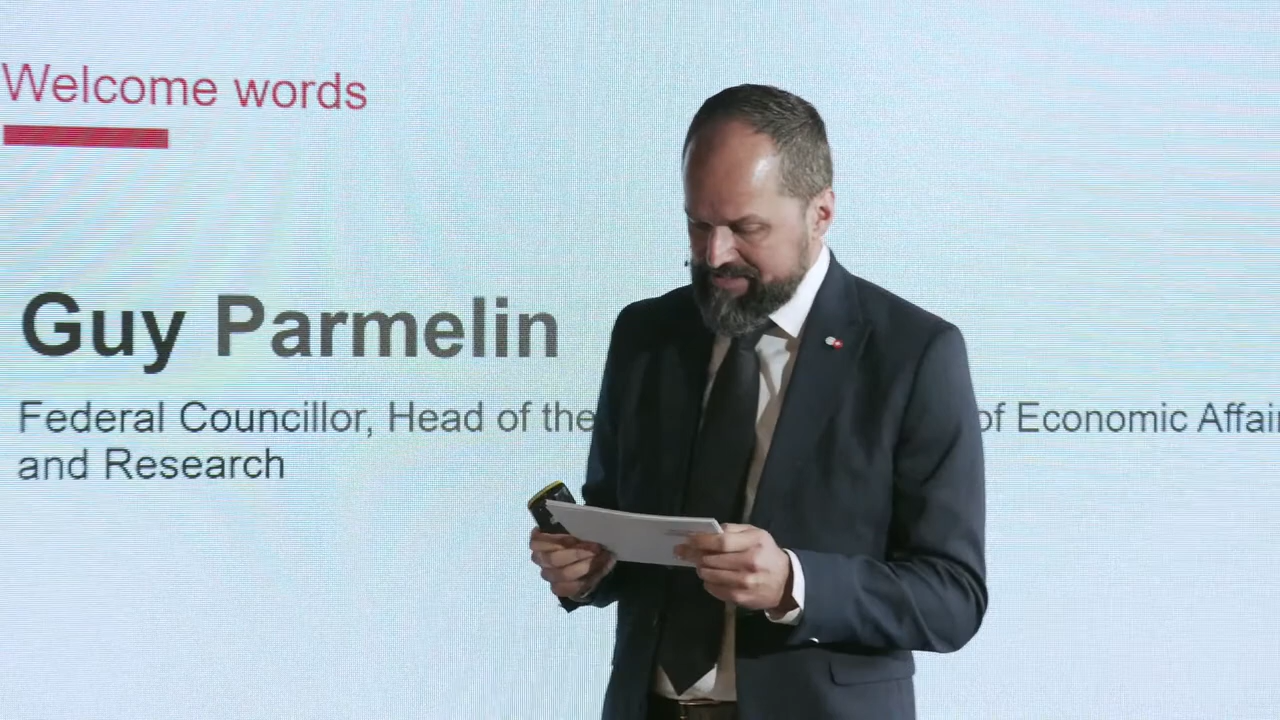 Welcome words
Guy Parmelin
Federal Councillor, Head of the of Economic Affai
and Research